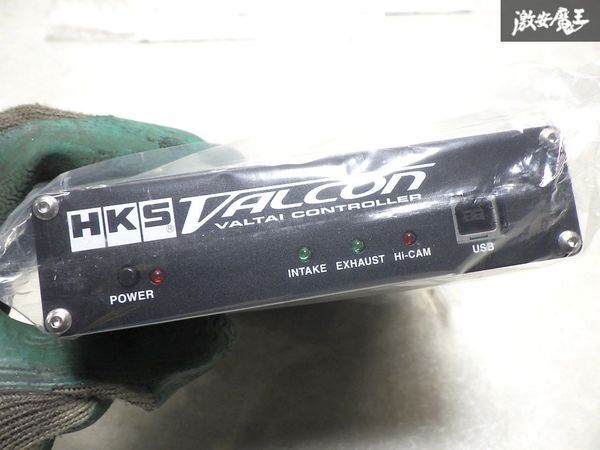 激安魔王
HKS® VALCON
VALTAI CONTROLLER
INTAKE EXHAUST Hi-CAM USB
POWER